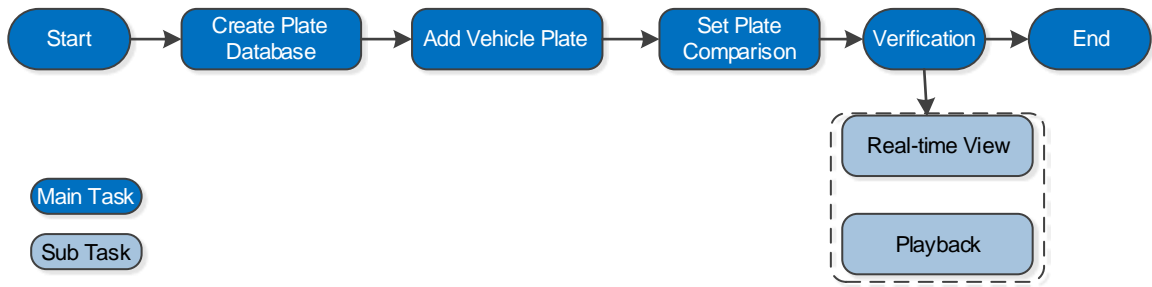 Start
Create Plate
Database
Add Vehicle Plate
Set Plate
Comparison
Verification
End
Real-time View
Playback
Main Task
Sub Task